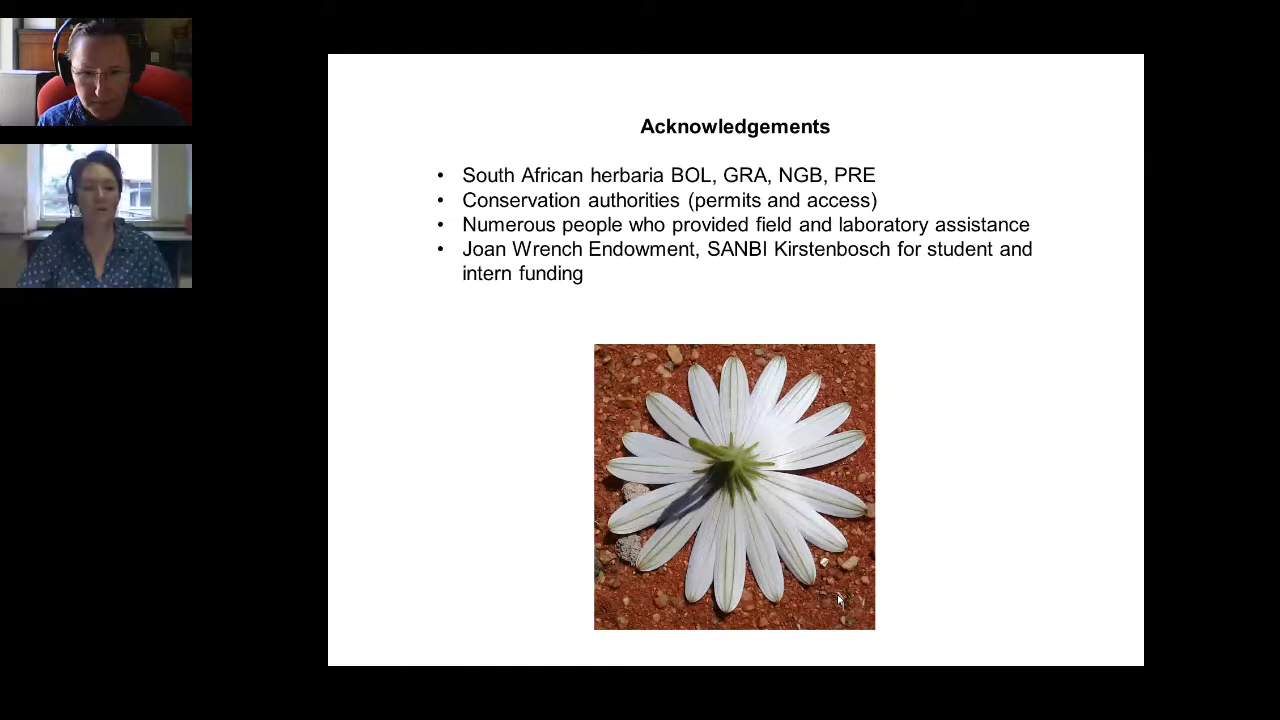 Acknowledgements
• South African herbaria BOL, GRA, NGB, PRE
• Conservation authorities (permits and access)
• Numerous people who provided field and laboratory assistance
• Joan Wrench Endowment, SANBI Kirstenbosch for student and
intern funding